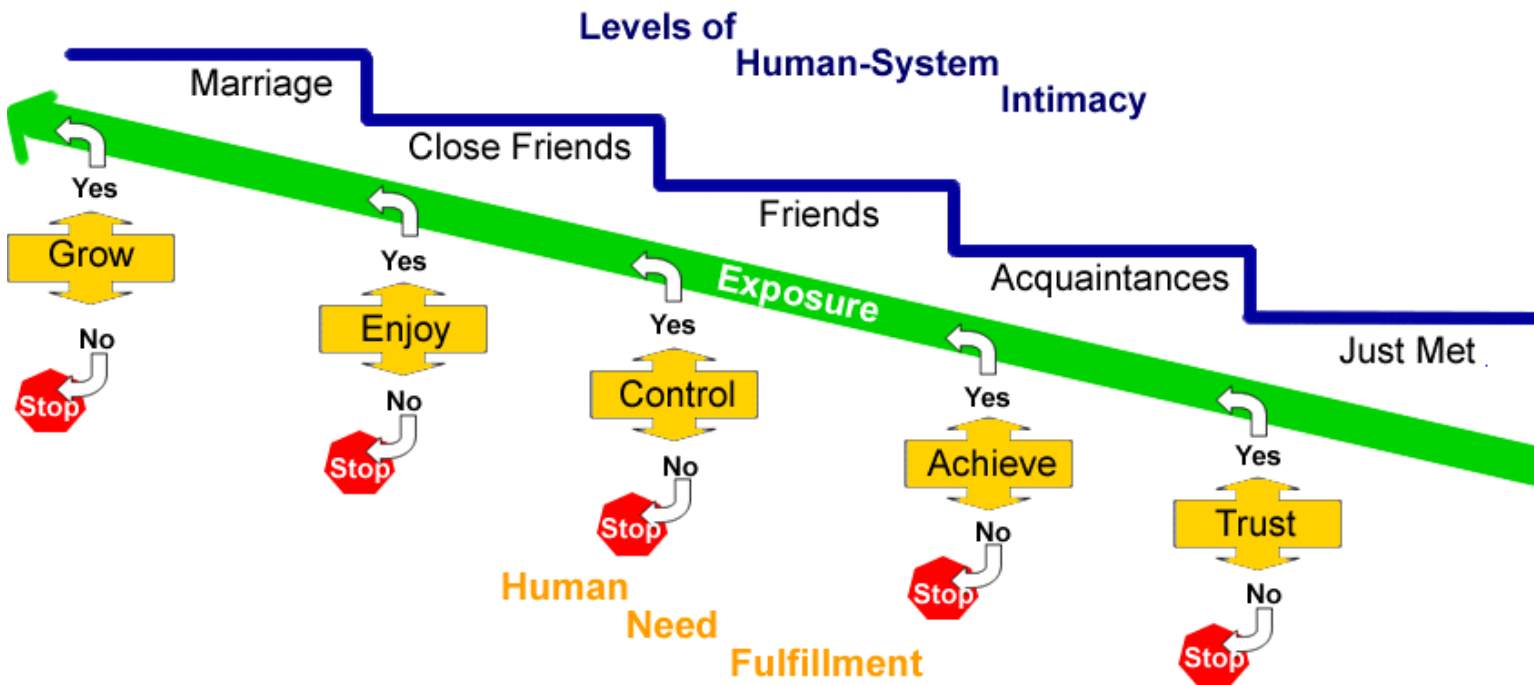 Levels of
Human-System
Intimacy
Marriage
Close Friends
Friends
Acquaintances
Just Met
Exposure
Yes
Grow
No
Stop
Yes
Enjoy
No
Stop
Yes
Control
No
Stop
Yes
Achieve
No
Stop
Yes
Trust
No
Stop
Human
Need
Fulfillment